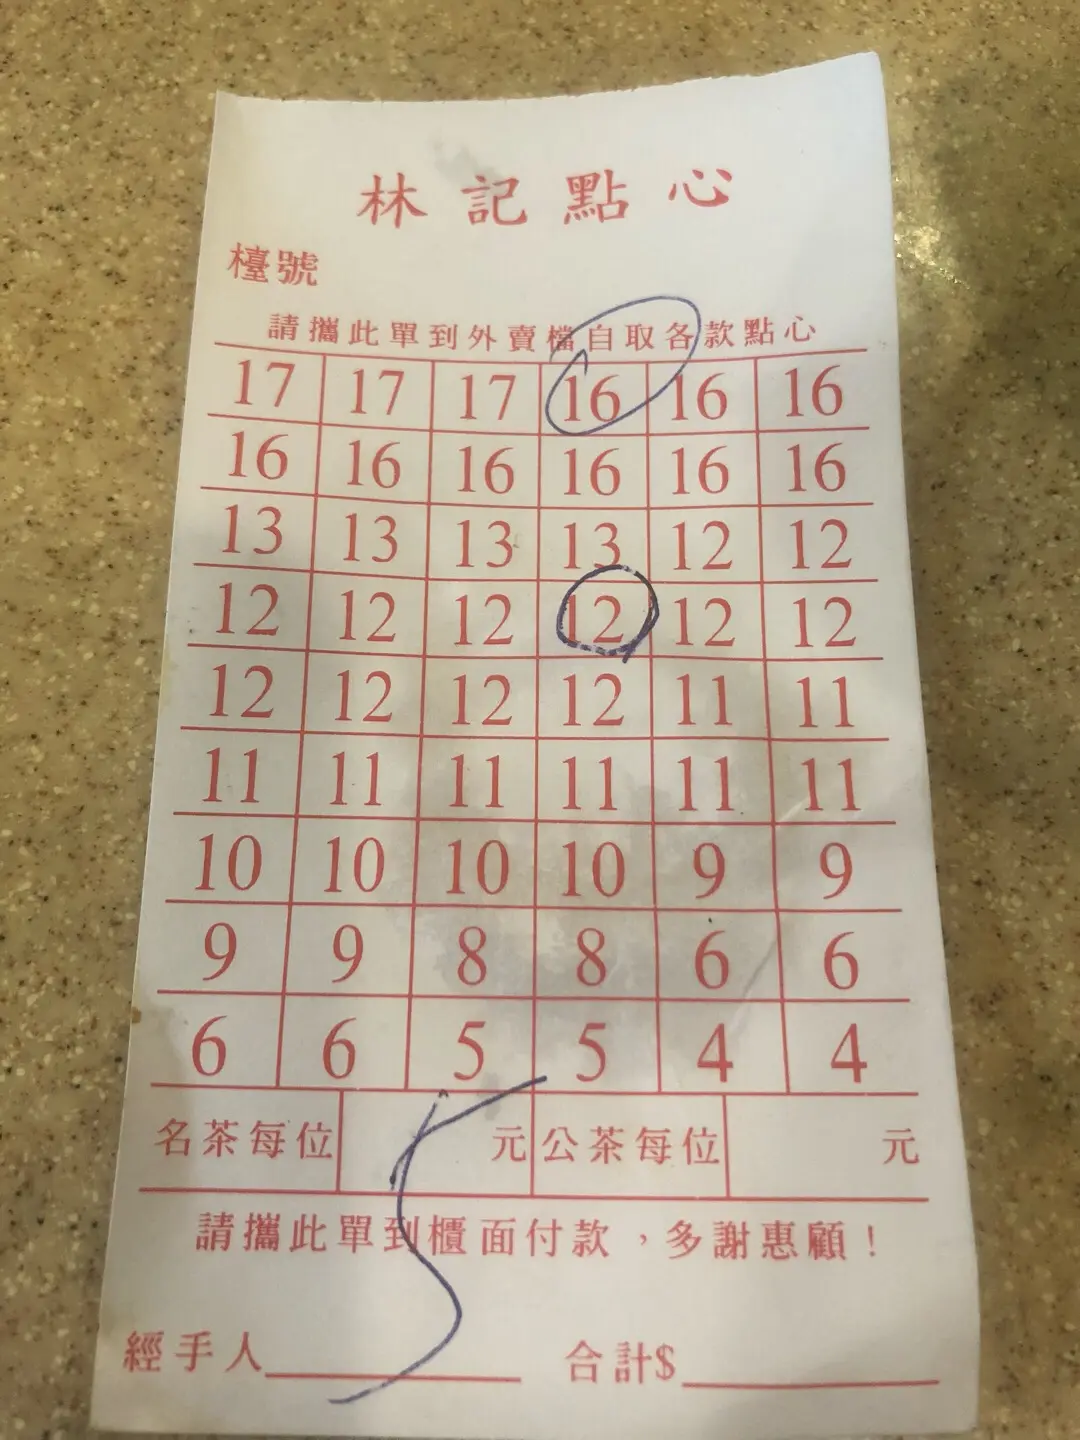 林記點心
檯號
請攜此單到外賣檔自取各款點心
17 17 17 16 16 16
16 16 16 16 16 16
13 13 13 13 12 12
12 12 12 12 12 12
12 12 12 12 11 11
11 11 11 11 11 11
10 10 10 10 9 9
9 9 8 8 6 6
6 6 5 5 4 4
名茶每位 元 公茶每位 元
請攜此單到櫃面付款，多謝惠顧！
經手人 合計$